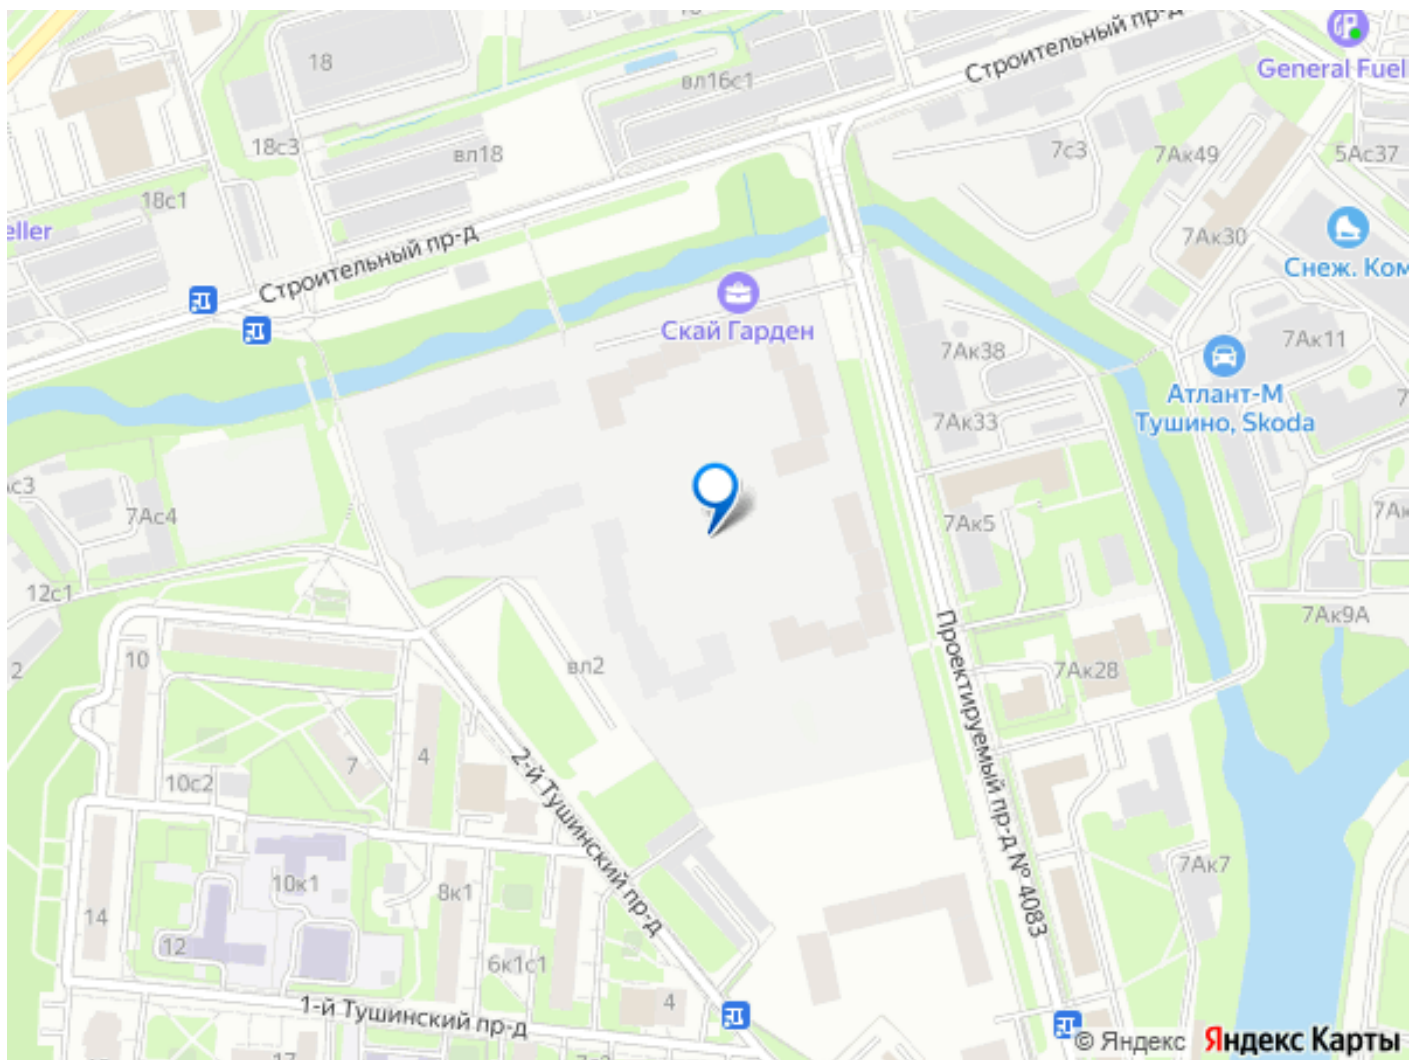 18
вл16с1
Строительный пр-д
General Fuel
18с3
вл18
7с3
7Ак49
5Ас37
18с1
eller
Строительный пр-д
7Ак30
Снеж. Ком
Скай Гарден
7Ак38
7Ак11
Атлант-М
Тушино, Skoda
7Ак33
7Ас4
7Ак5
12с1
7Ак9А
Проектируемый пр-д № 4083
10
вл2
7Ак28
2
2-й Тушинский пр-д
7
4
10с2
10к1
8к1
7Ак7
14
12
6к1с1
4
1-й Тушинский пр-д
17
© Яндекс Яндекс Карты